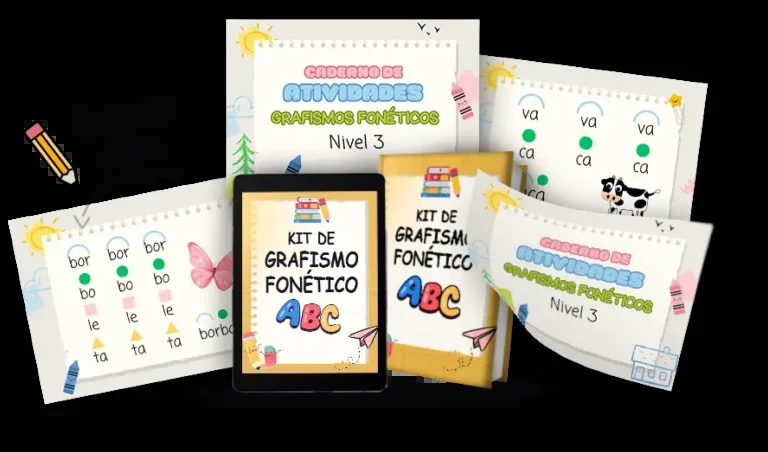 CADERNO DE
ATIVIDADES
GRAFISMOS FONÉTICOS
Nivel 3
va va va
ca ca ca
ca
bor bor bor
bo bo bo
le le le
ta ta ta
borbo
KIT DE
GRAFISMO
FONÉTICO
ABC
KIT DE
GRAFISMO
FONÉTICO
ABC
CADERNO DE
ATIVIDADES
GRAFISMOS FONÉTICOS
Nivel 3